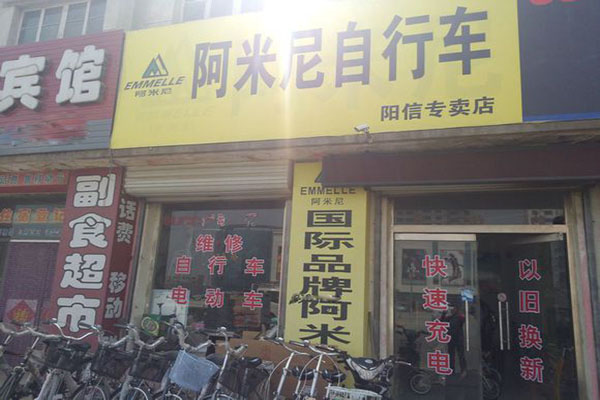 宾馆
EMMELLE
阿米尼
阿米尼自行车
阳信专卖店
副食超市
话费
移动
维修
自行车
电动车
EMMELLE
阿米尼
国际品牌阿米
快速充电
以旧换新